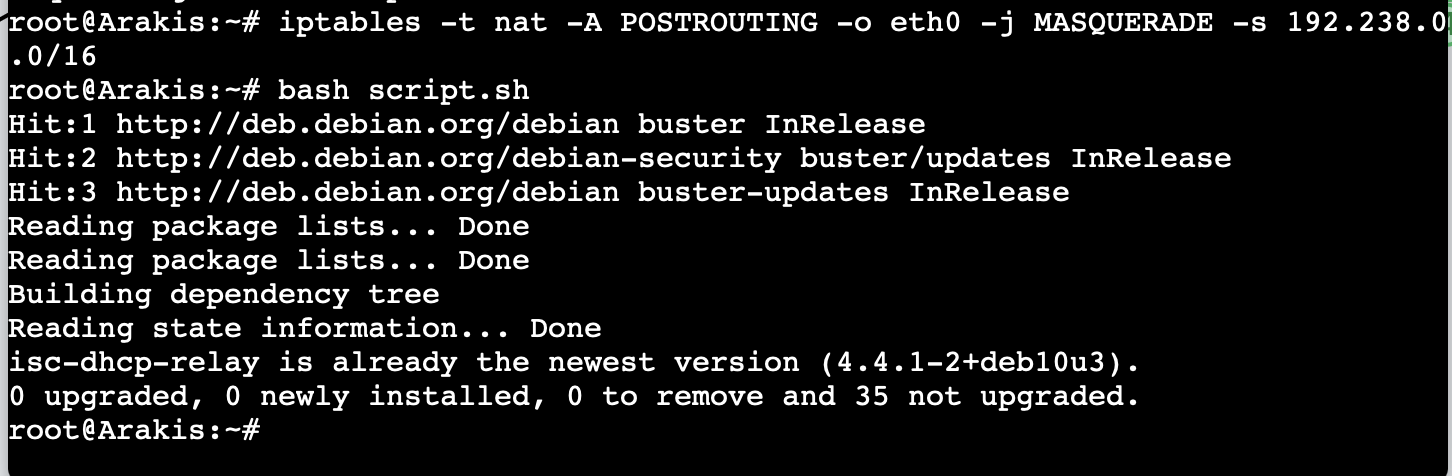 root@Arakis:~# iptables -t nat -A POSTROUTING -o eth0 -j MASQUERADE -s 192.238.0
.0/16
root@Arakis:~# bash script.sh
Hit:1 http://deb.debian.org/debian buster InRelease
Hit:2 http://deb.debian.org/debian-security buster/updates InRelease
Hit:3 http://deb.debian.org/debian buster-updates InRelease
Reading package lists... Done
Reading package lists... Done
Building dependency tree
Reading state information... Done
isc-dhcp-relay is already the newest version (4.4.1-2+deb10u3).
0 upgraded, 0 newly installed, 0 to remove and 35 not upgraded.
root@Arakis:~#